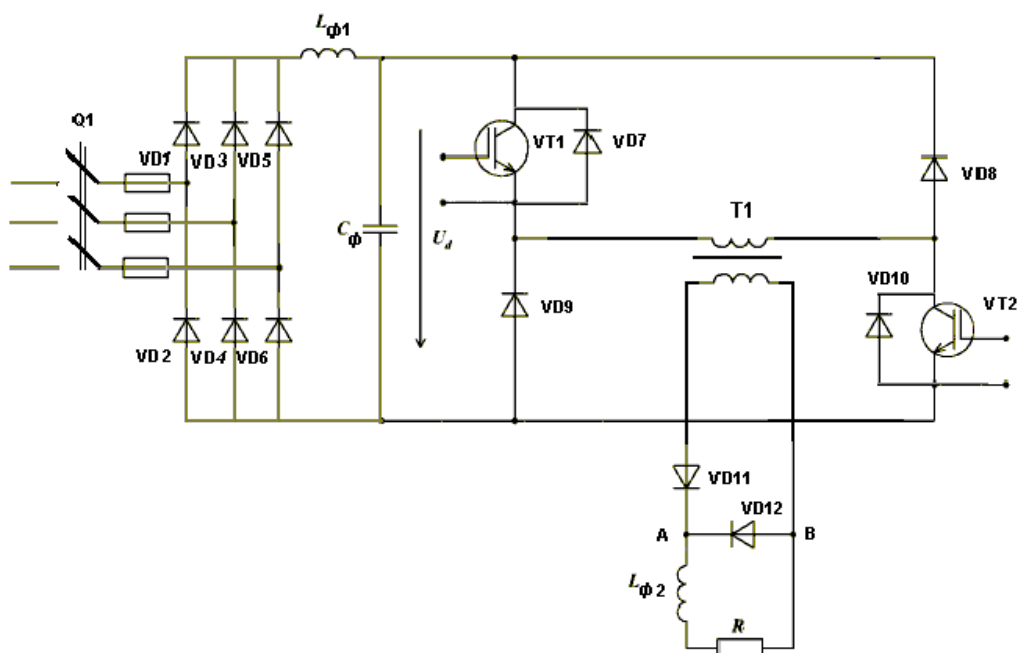 Lф1
Q1
VD1
VD3
VD5
VT1
VD7
VD8
T1
Cф
Ud
VD9
VD10
VT2
VD2
VD4
VD6
VD11
VD12
A
B
Lф2
R